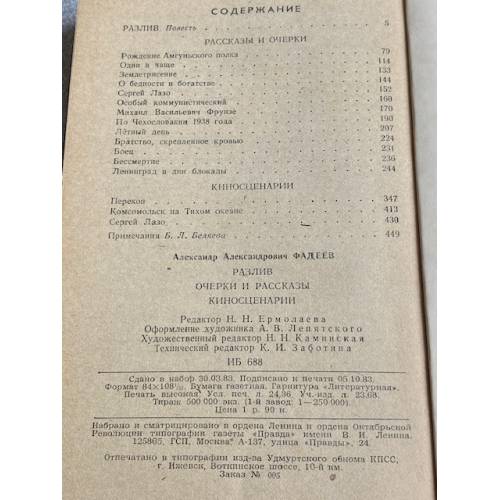 СОДЕРЖАНИЕ
РАЗЛИВ. Повесть 5
РАССКАЗЫ И ОЧЕРКИ
Рождение Амгуньского полка 79
Один в чаще 114
Землетрясение 133
О бедности и богатстве 144
Сергей Лазо 152
Особый коммунистический 160
Михаил Васильевич Фрунзе 170
По Чехословакии 1938 года 190
Лётный день 207
Братство, скрепленное кровью 224
Боец 231
Бессмертие 236
Ленинград в дни блокады 244
КИНОСЦЕНАРИИ
Перекоп 347
Комсомольск на Тихом океане 413
Сергей Лазо 430
Примечания Б. Л. Беляева 449
Александр Александрович ФАДЕЕВ
РАЗЛИВ
ОЧЕРКИ И РАССКАЗЫ
КИНОСЦЕНАРИИ
Редактор Н. Н. Ермолаева
Оформление художника А. В. Лепятского
Художественный редактор Н. Н. Каминская
Технический редактор К. И. Заботина
ИБ 688
Сдано в набор 30.03.83. Подписано к печати 05.10.83.
Формат 84×108¹/₃₂. Бумага газетная. Гарнитура «Литературная».
Печать высокая. Усл. печ. л. 24,36. Уч.-изд. л. 23,68.
Тираж 500 000 экз. (1-й завод: 1—250 000).
Цена 1 р. 90 к.
Набрано и сматрицировано в ордена Ленина и ордена Октябрьской
Революции типографии газеты «Правда» имени В. И. Ленина.
125865, ГСП, Москва, А-137, улица «Правды», 24.
Отпечатано в типографии изд-ва Удмуртского обкома КПСС,
г. Ижевск, Воткинское шоссе, 10-й км.
Заказ №